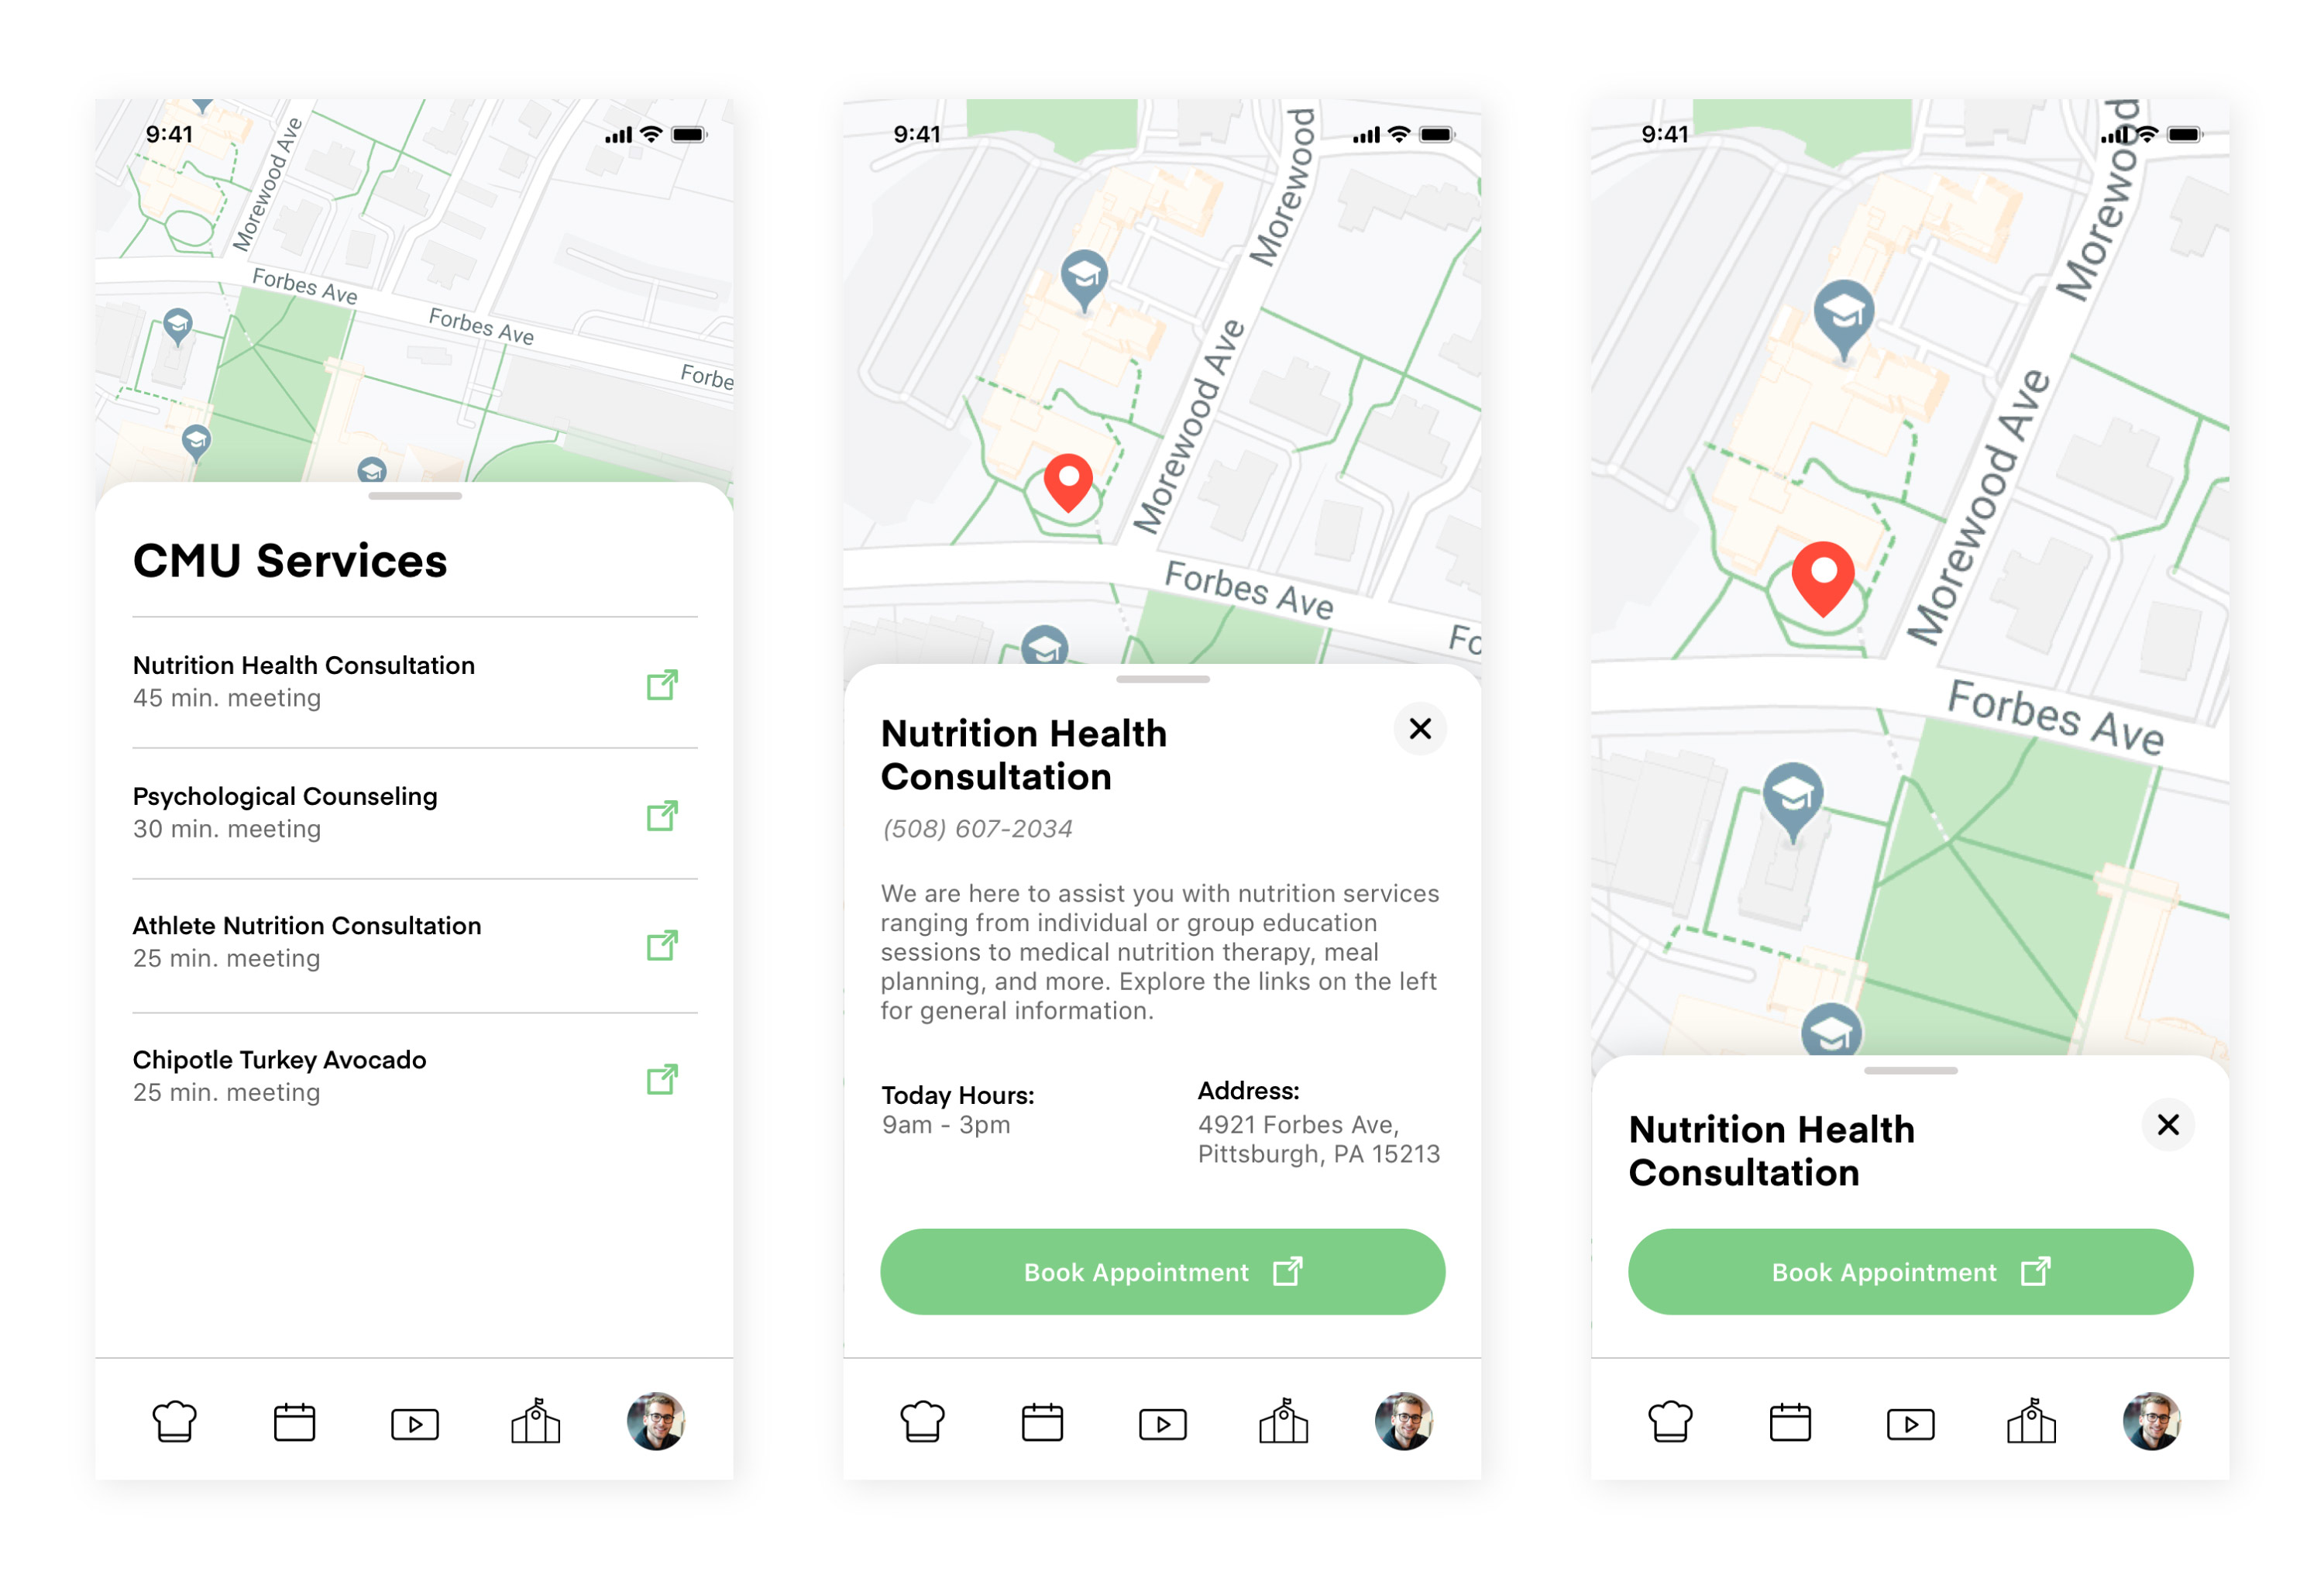 9:41
Morewood Ave
Forbes Ave
Forbes Ave
Forbe
CMU Services
Nutrition Health Consultation
45 min. meeting
Psychological Counseling
30 min. meeting
Athlete Nutrition Consultation
25 min. meeting
Chipotle Turkey Avocado
25 min. meeting
9:41
Morewood
Morewood Ave
Forbes Ave
Fo
Nutrition Health
Consultation
(508) 607-2034
We are here to assist you with nutrition services
ranging from individual or group education
sessions to medical nutrition therapy, meal
planning, and more. Explore the links on the left
for general information.
Today Hours:
9am - 3pm
Address:
4921 Forbes Ave,
Pittsburgh, PA 15213
Book Appointment
9:41
Morewood
Morewood Ave
Forbes Ave
Nutrition Health
Consultation
Book Appointment